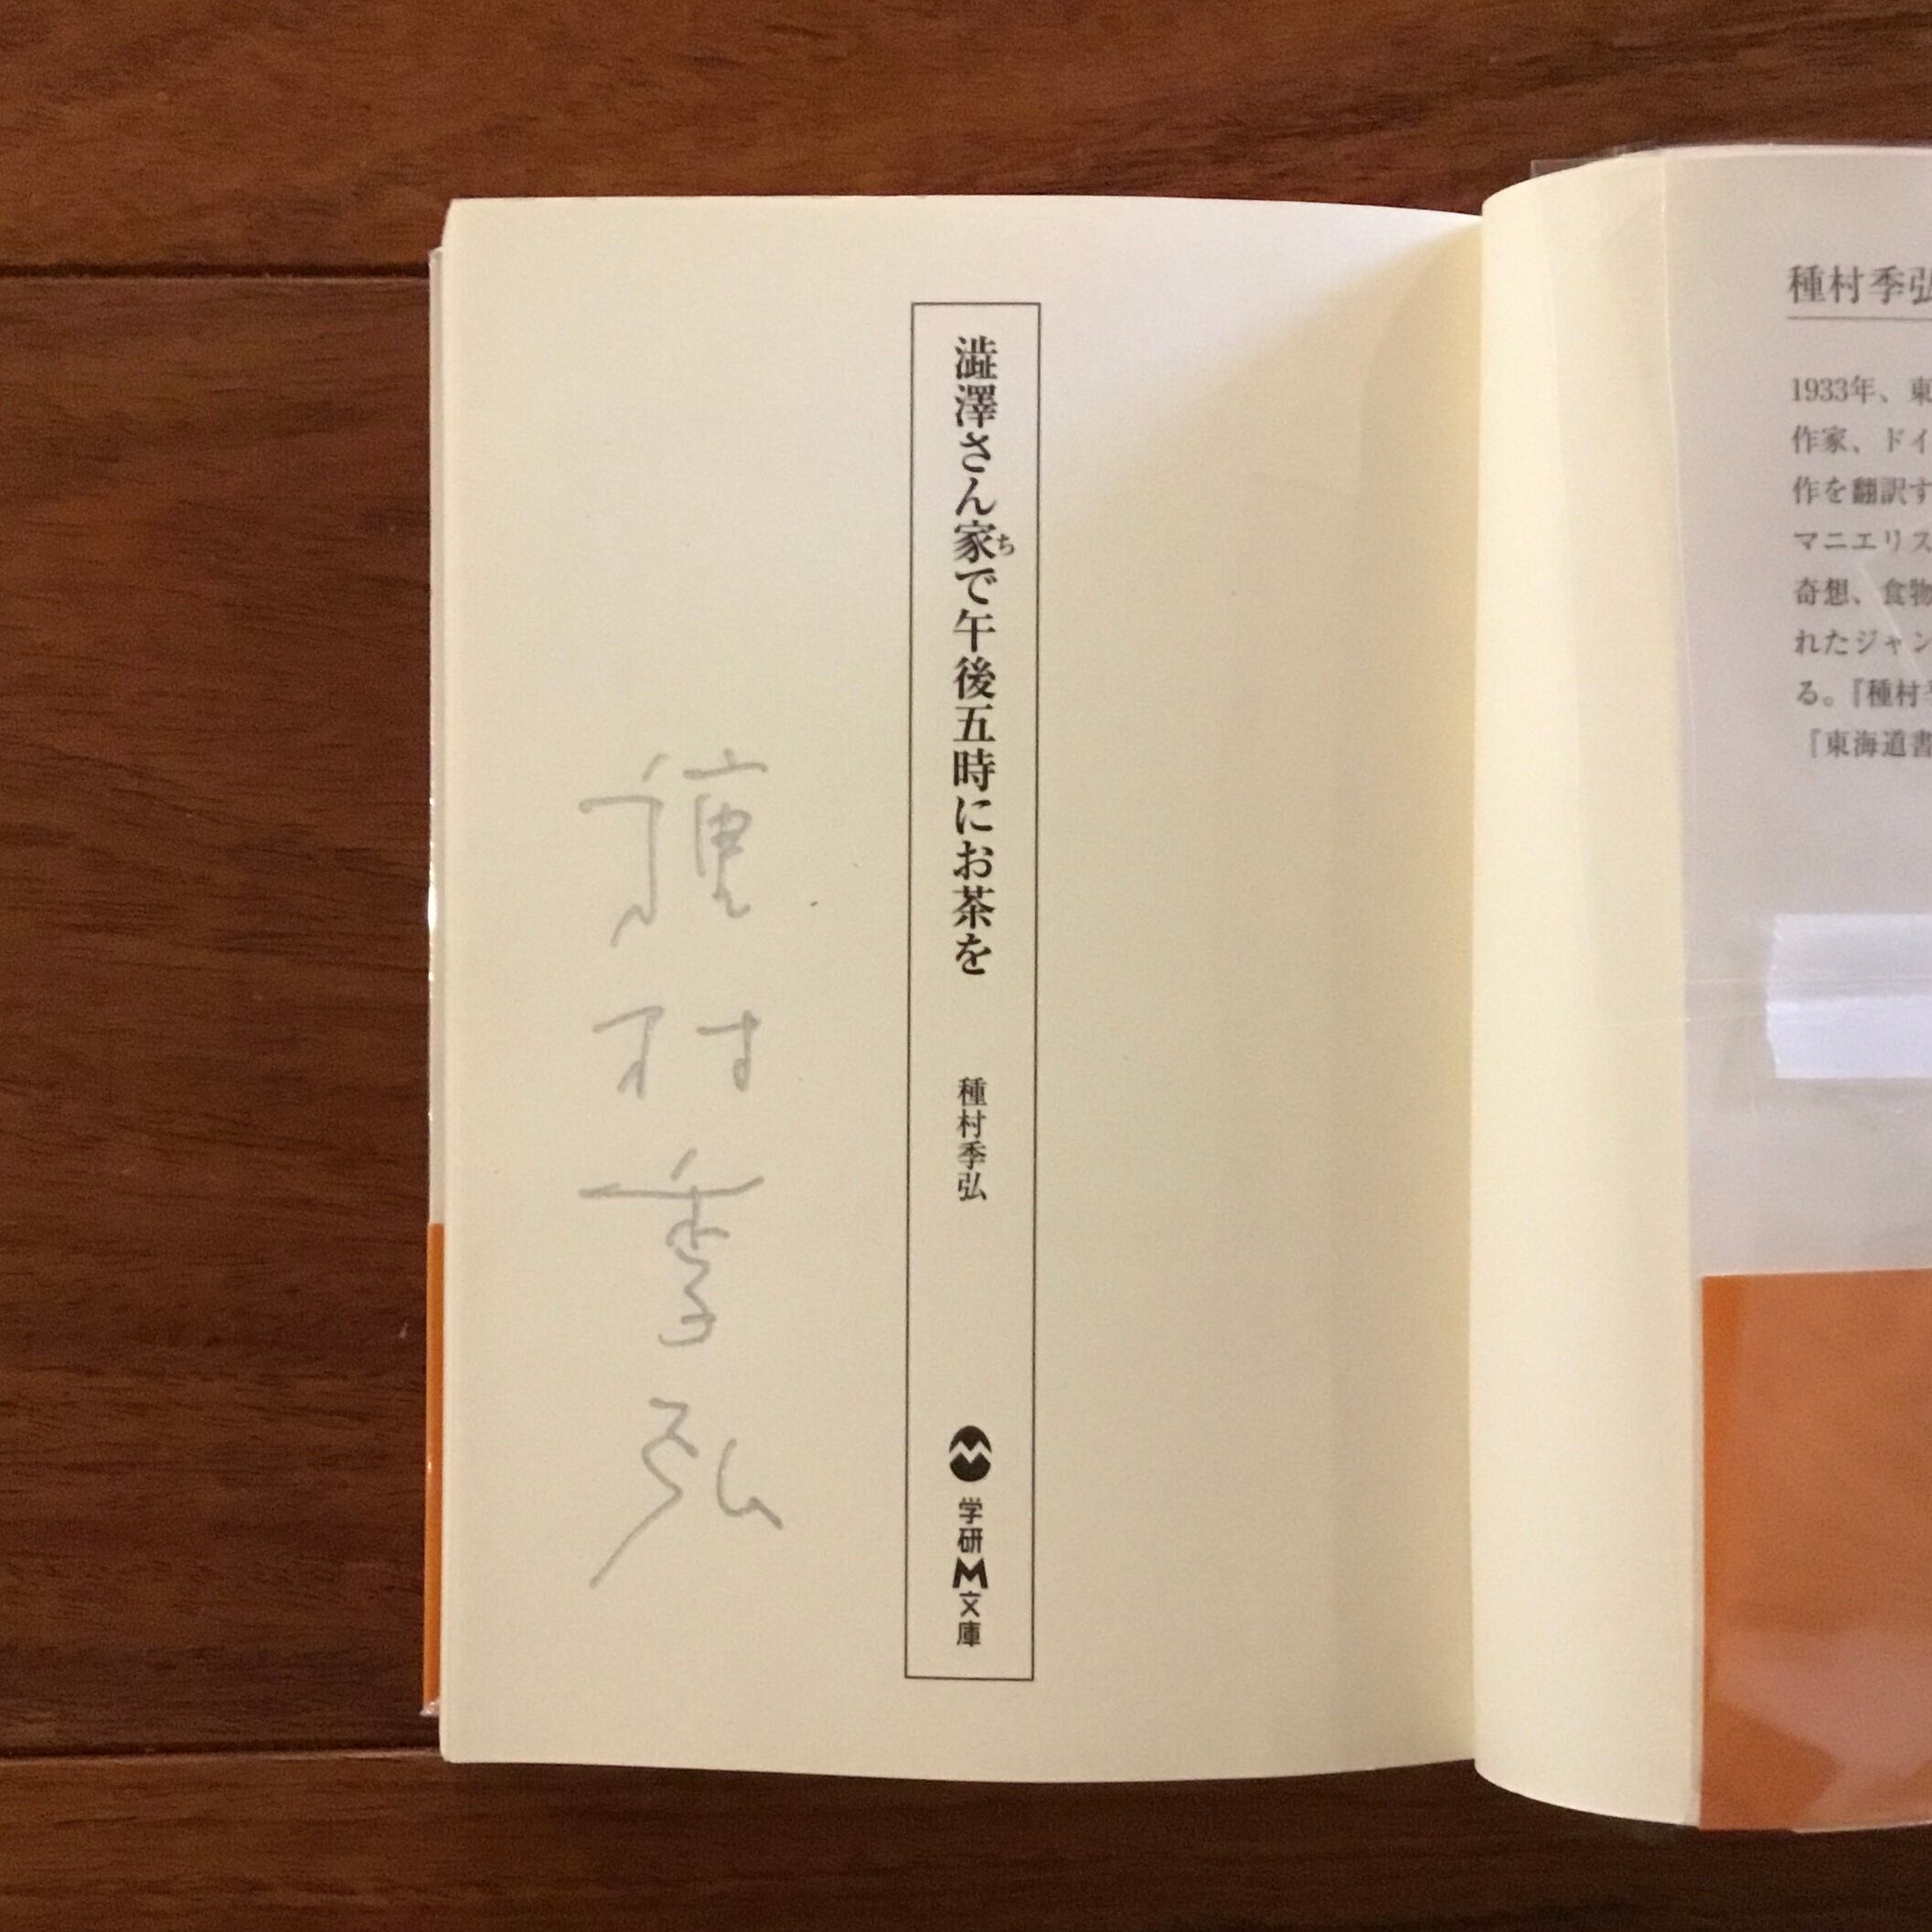 種村季弘
1933年、東
作家、ドイ
作を翻訳す
マニエリス
奇想、食物
れたジャン
る。『種村季
『東海道書
澁澤さん家で午後五時にお茶を
ち
種村季弘
学研M文庫
種村季弘